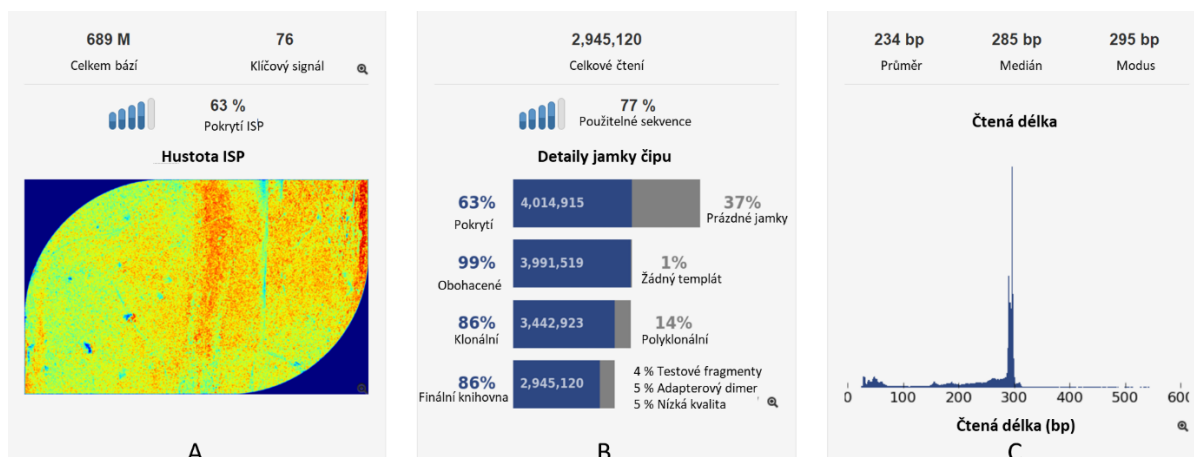 689 M
76
Celkem bází
Klíčový signál
63 %
Pokrytí ISP
Hustota ISP
A
2,945,120
Celkové čtení
77 %
Použitelné sekvence
Detaily jamky čipu
63%
4,014,915
37%
Pokrytí
Prázdné jamky
99%
3,991,519
1%
Obohacené
Žádný templát
86%
3,442,923
14%
Klonální
Polyklonální
86%
2,945,120
Finální knihovna
4 % Testové fragmenty
5 % Adapterový dimer
5 % Nízká kvalita
B
234 bp
285 bp
295 bp
Průměr
Medián
Modus
Čtená délka
0 100 200 300 400 500 600
Čtená délka (bp)
C